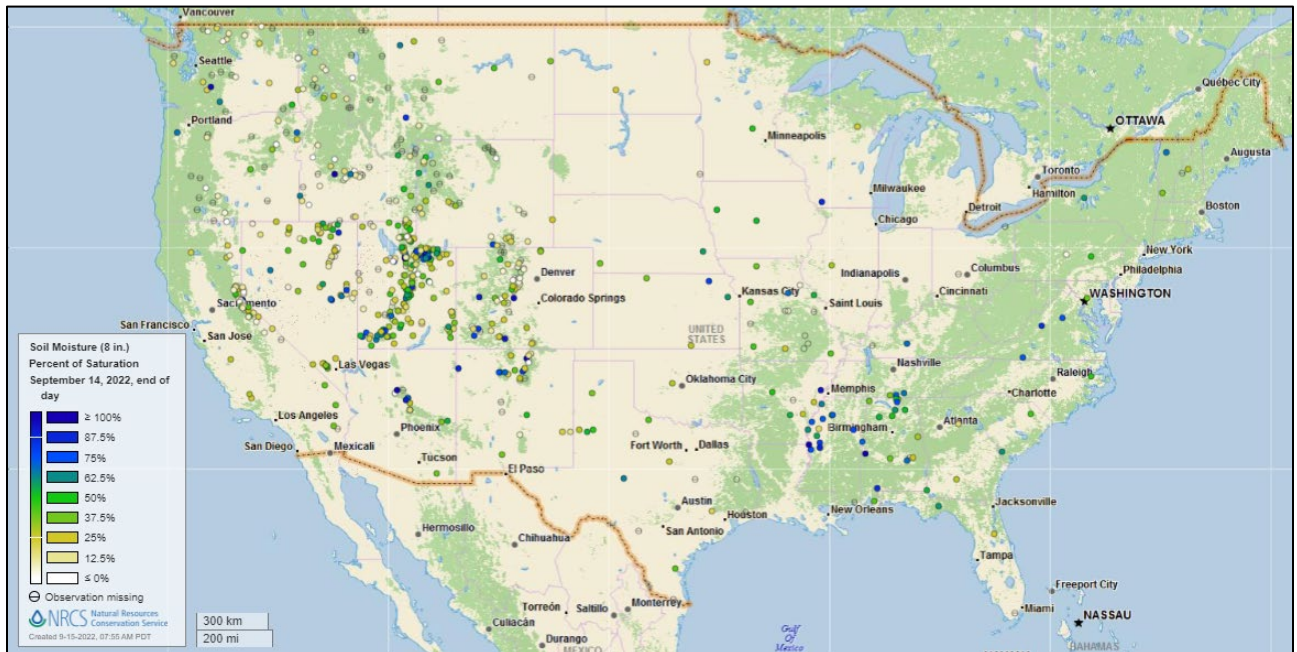 Vancouver
Seattle
Portland
Québec City
OTTAWA
Augusta
Minneapolis
Toronto
Hamilton
Milwaukee
Detroit
Boston
Chicago
New York
Philadelphia
Denver
Indianapolis
Columbus
Colorado Springs
Kansas City
Cincinnati
WASHINGTON
Saint Louis
Sacramento
San Francisco
San Jose
UNITED
STATES
Las Vegas
Nashville
Raleigh
Oklahoma City
Memphis
Charlotte
Los Angeles
Phoenix
Birmingham
Atlanta
San Diego
Mexicali
Fort Worth
Dallas
Tucson
El Paso
Austin
Jacksonville
Houston
New Orleans
San Antonio
Hermosillo
Chihuahua
Tampa
Freeport City
Torreón
Saltillo
Monterrey
Miami
NASSAU
Culiacán
Durango
MEXICO
Gulf
Of
Mexico
BAHAMAS
Soil Moisture (8 in.)
Percent of Saturation
September 14, 2022, end of
day
≥ 100%
87.5%
75%
62.5%
50%
37.5%
25%
12.5%
≤ 0%
Observation missing
NRCS Natural Resources
Conservation Service
Created 9-15-2022, 07:55 AM PDT
300 km
200 mi